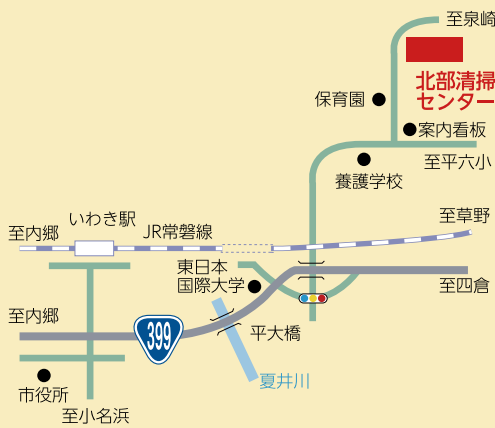 至泉崎
北部清掃
センター
保育園
案内看板
至平六小
養護学校
至草野
いわき駅
JR常磐線
至内郷
東日本
国際大学
至四倉
至内郷
399
平大橋
夏井川
市役所
至小名浜